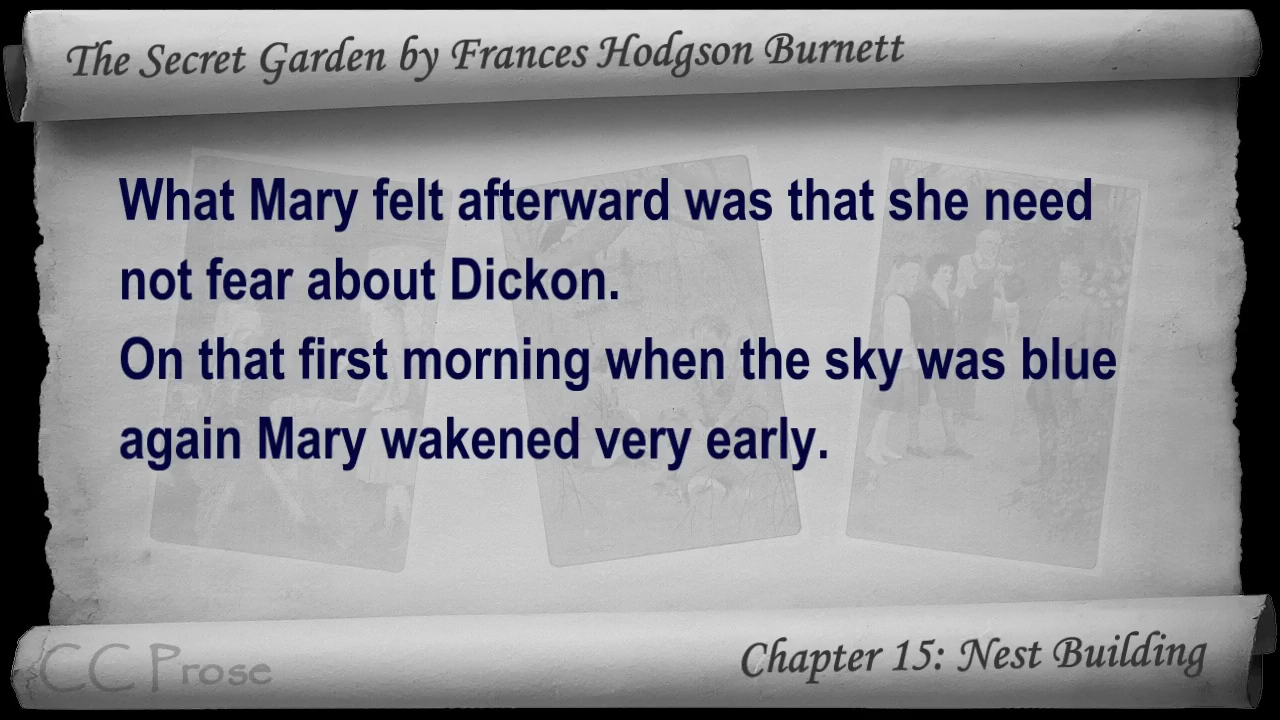 The Secret Garden by Frances Hodgson Burnett
What Mary felt afterward was that she need
not fear about Dickon.
On that first morning when the sky was blue
again Mary wakened very early.
CC Prose
Chapter 15: Nest Building